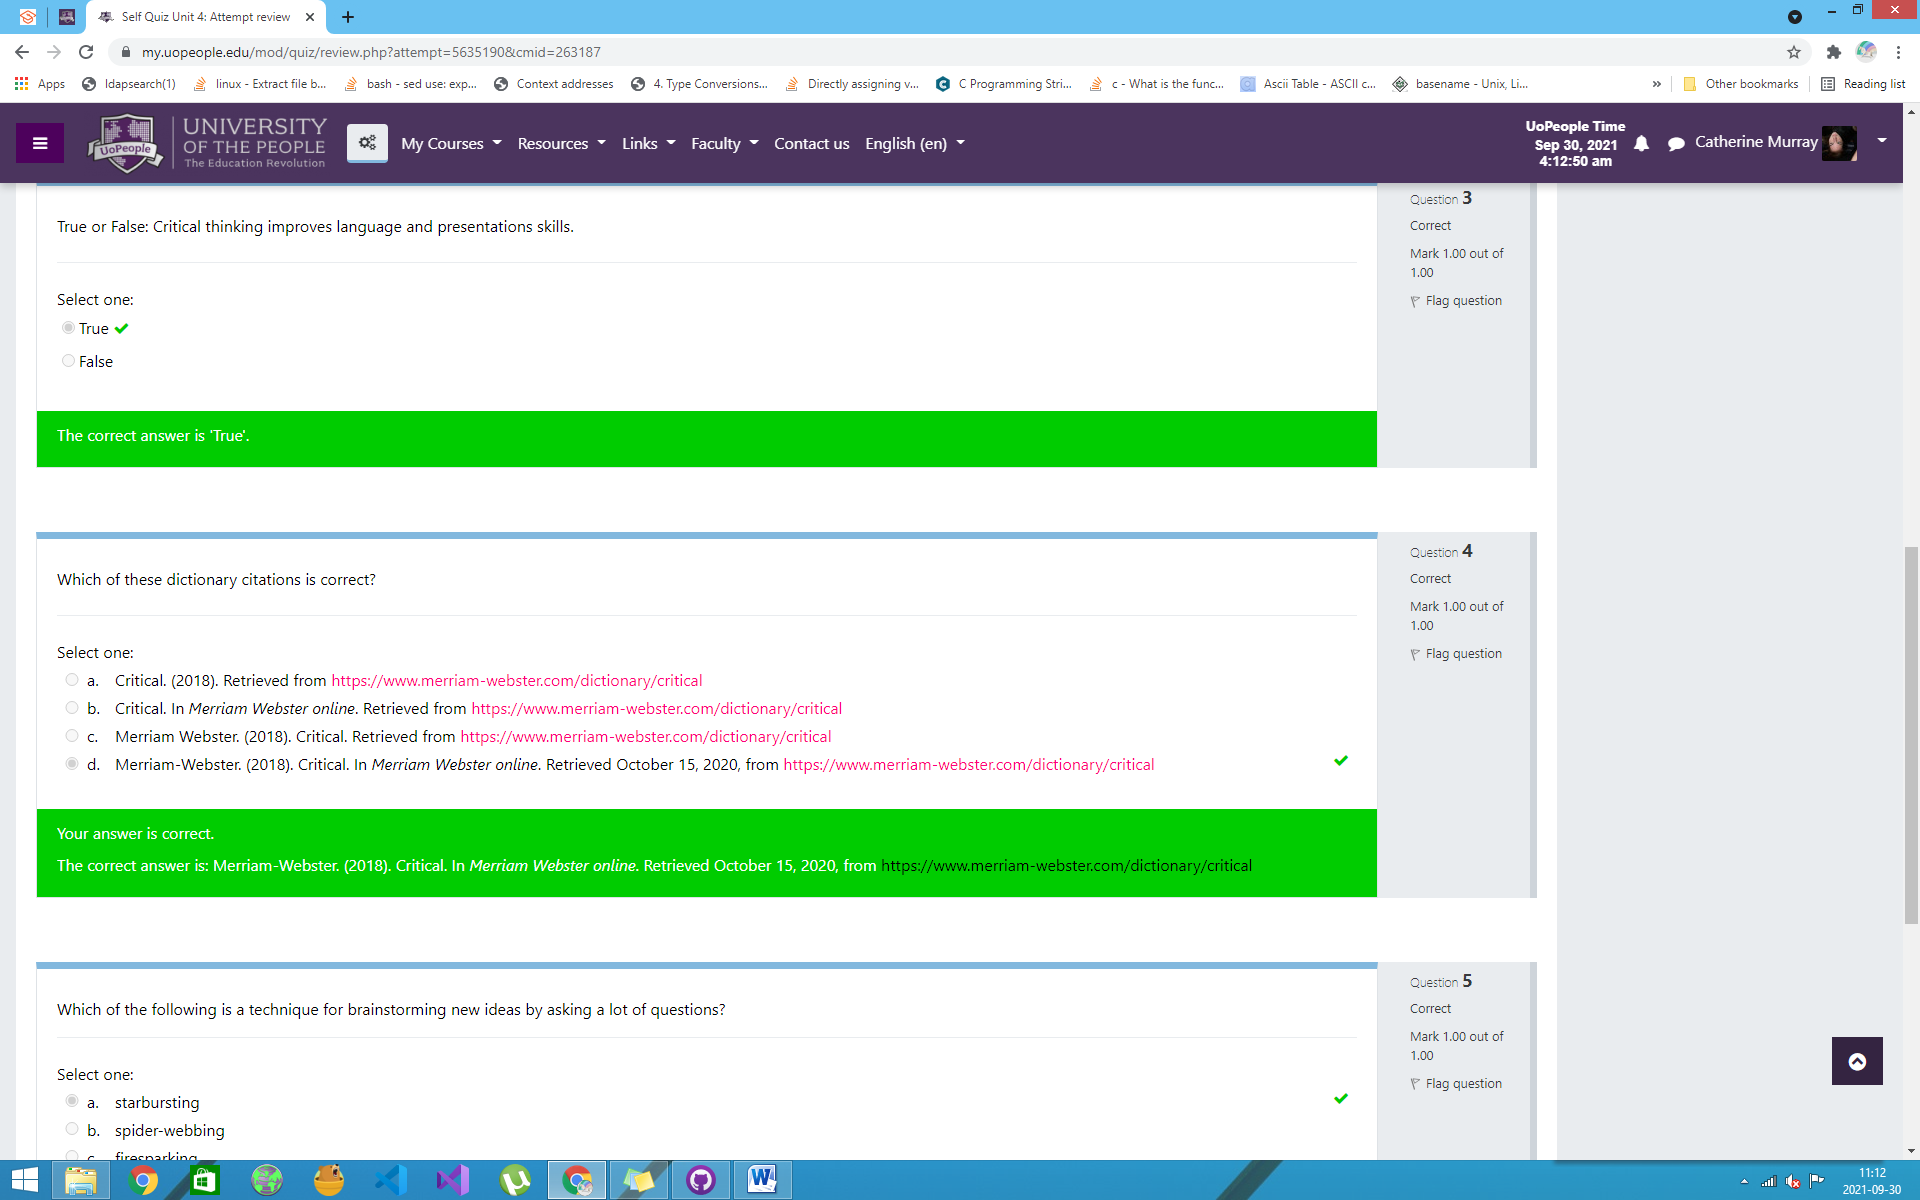 Self Quiz Unit 4: Attempt review
my.uopeople.edu/mod/quiz/review.php?attempt=5635190&cmid=263187
Apps ldapsearch(1) linux - Extract file b... bash - sed use: exp... Context addresses 4. Type Conversions... Directly assigning v... C Programming Stri... c - What is the func... Ascii Table - ASCII c... basename - Unix, Li... » Other bookmarks Reading list
UoPeople
UNIVERSITY
OF THE PEOPLE
The Education Revolution
My Courses Resources Links Faculty Contact us English (en)
UoPeople Time
Sep 30, 2021
4:12:50 am
Catherine Murray
Question 3
Correct
Mark 1.00 out of
1.00
Flag question
True or False: Critical thinking improves language and presentations skills.
Select one:
True
False
The correct answer is 'True'.
Question 4
Correct
Mark 1.00 out of
1.00
Flag question
Which of these dictionary citations is correct?
Select one:
a. Critical. (2018). Retrieved from https://www.merriam-webster.com/dictionary/critical
b. Critical. In Merriam Webster online. Retrieved from https://www.merriam-webster.com/dictionary/critical
c. Merriam Webster. (2018). Critical. Retrieved from https://www.merriam-webster.com/dictionary/critical
d. Merriam-Webster. (2018). Critical. In Merriam Webster online. Retrieved October 15, 2020, from https://www.merriam-webster.com/dictionary/critical
Your answer is correct.
The correct answer is: Merriam-Webster. (2018). Critical. In Merriam Webster online. Retrieved October 15, 2020, from https://www.merriam-webster.com/dictionary/critical
Question 5
Correct
Mark 1.00 out of
1.00
Flag question
Which of the following is a technique for brainstorming new ideas by asking a lot of questions?
Select one:
a. starbursting
b. spider-webbing
c. firesparking
11:12
2021-09-30